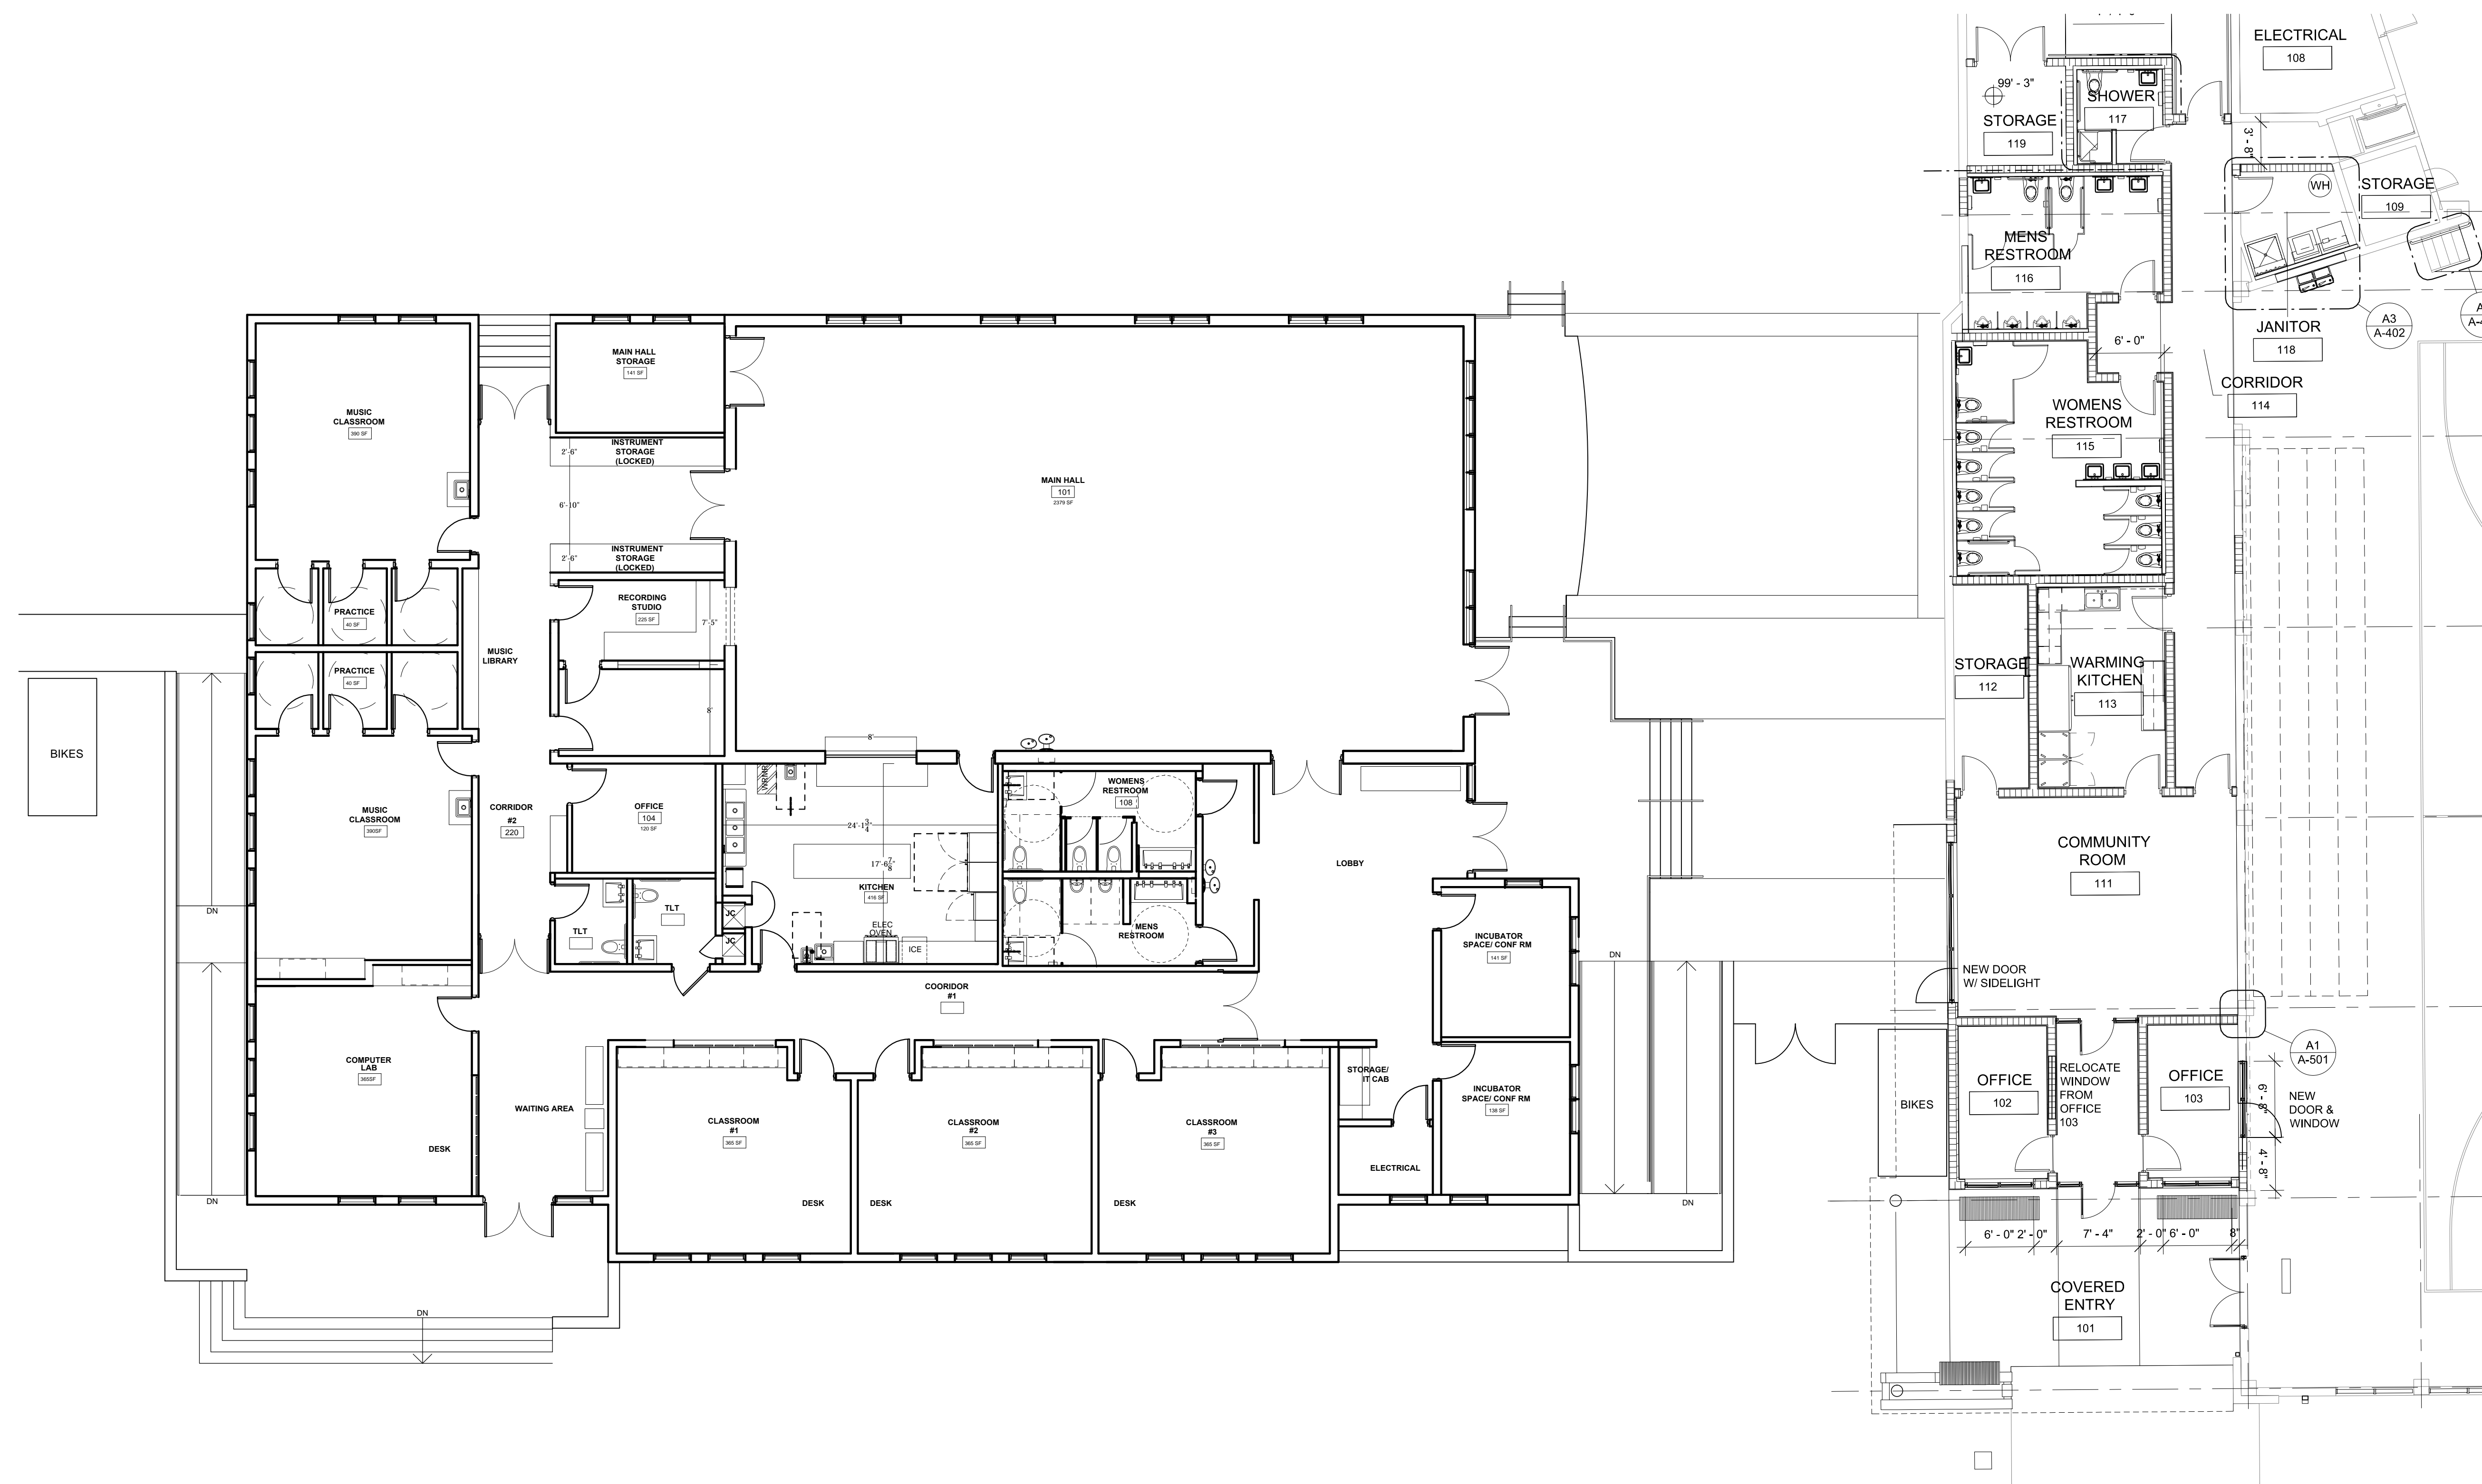 MUSIC
CLASSROOM
390 SF
MAIN HALL
STORAGE
141 SF
INSTRUMENT
STORAGE
(LOCKED)
2'-6"
6'-10"
2'-6"
INSTRUMENT
STORAGE
(LOCKED)
MAIN HALL
101
2379 SF
PRACTICE
40 SF
PRACTICE
40 SF
MUSIC
LIBRARY
RECORDING
STUDIO
225 SF
7'-5"
8'
8'
BIKES
MUSIC
CLASSROOM
390SF
CORRIDOR
#2
220
OFFICE
104
120 SF
TLT
TLT
JC
JC
WRMR
24'-1 3/4"
17'-6 7/8"
KITCHEN
416 SF
ELEC
OVEN
ICE
WOMENS
RESTROOM
108
MENS
RESTROOM
LOBBY
INCUBATOR
SPACE/ CONF RM
141 SF
COORIDOR
#1
COMPUTER
LAB
365SF
DESK
WAITING AREA
CLASSROOM
#1
365 SF
DESK
CLASSROOM
#2
365 SF
DESK
CLASSROOM
#3
365 SF
DESK
STORAGE/
IT CAB
ELECTRICAL
INCUBATOR
SPACE/ CONF RM
138 SF
DN
DN
DN
DN
DN
ELECTRICAL
108
99' - 3"
STORAGE
119
SHOWER
117
3' - 8"
WH
STORAGE
109
MENS
RESTROOM
116
JANITOR
118
A3
A-402
6' - 0"
CORRIDOR
114
WOMENS
RESTROOM
115
STORAGE
112
WARMING
KITCHEN
113
COMMUNITY
ROOM
111
NEW DOOR
W/ SIDELIGHT
A1
A-501
BIKES
OFFICE
102
RELOCATE
WINDOW
FROM
OFFICE
103
OFFICE
103
6' - 8"
4' - 8"
NEW
DOOR &
WINDOW
6' - 0"
2' - 0"
7' - 4"
2' - 0"
6' - 0"
8"
COVERED
ENTRY
101